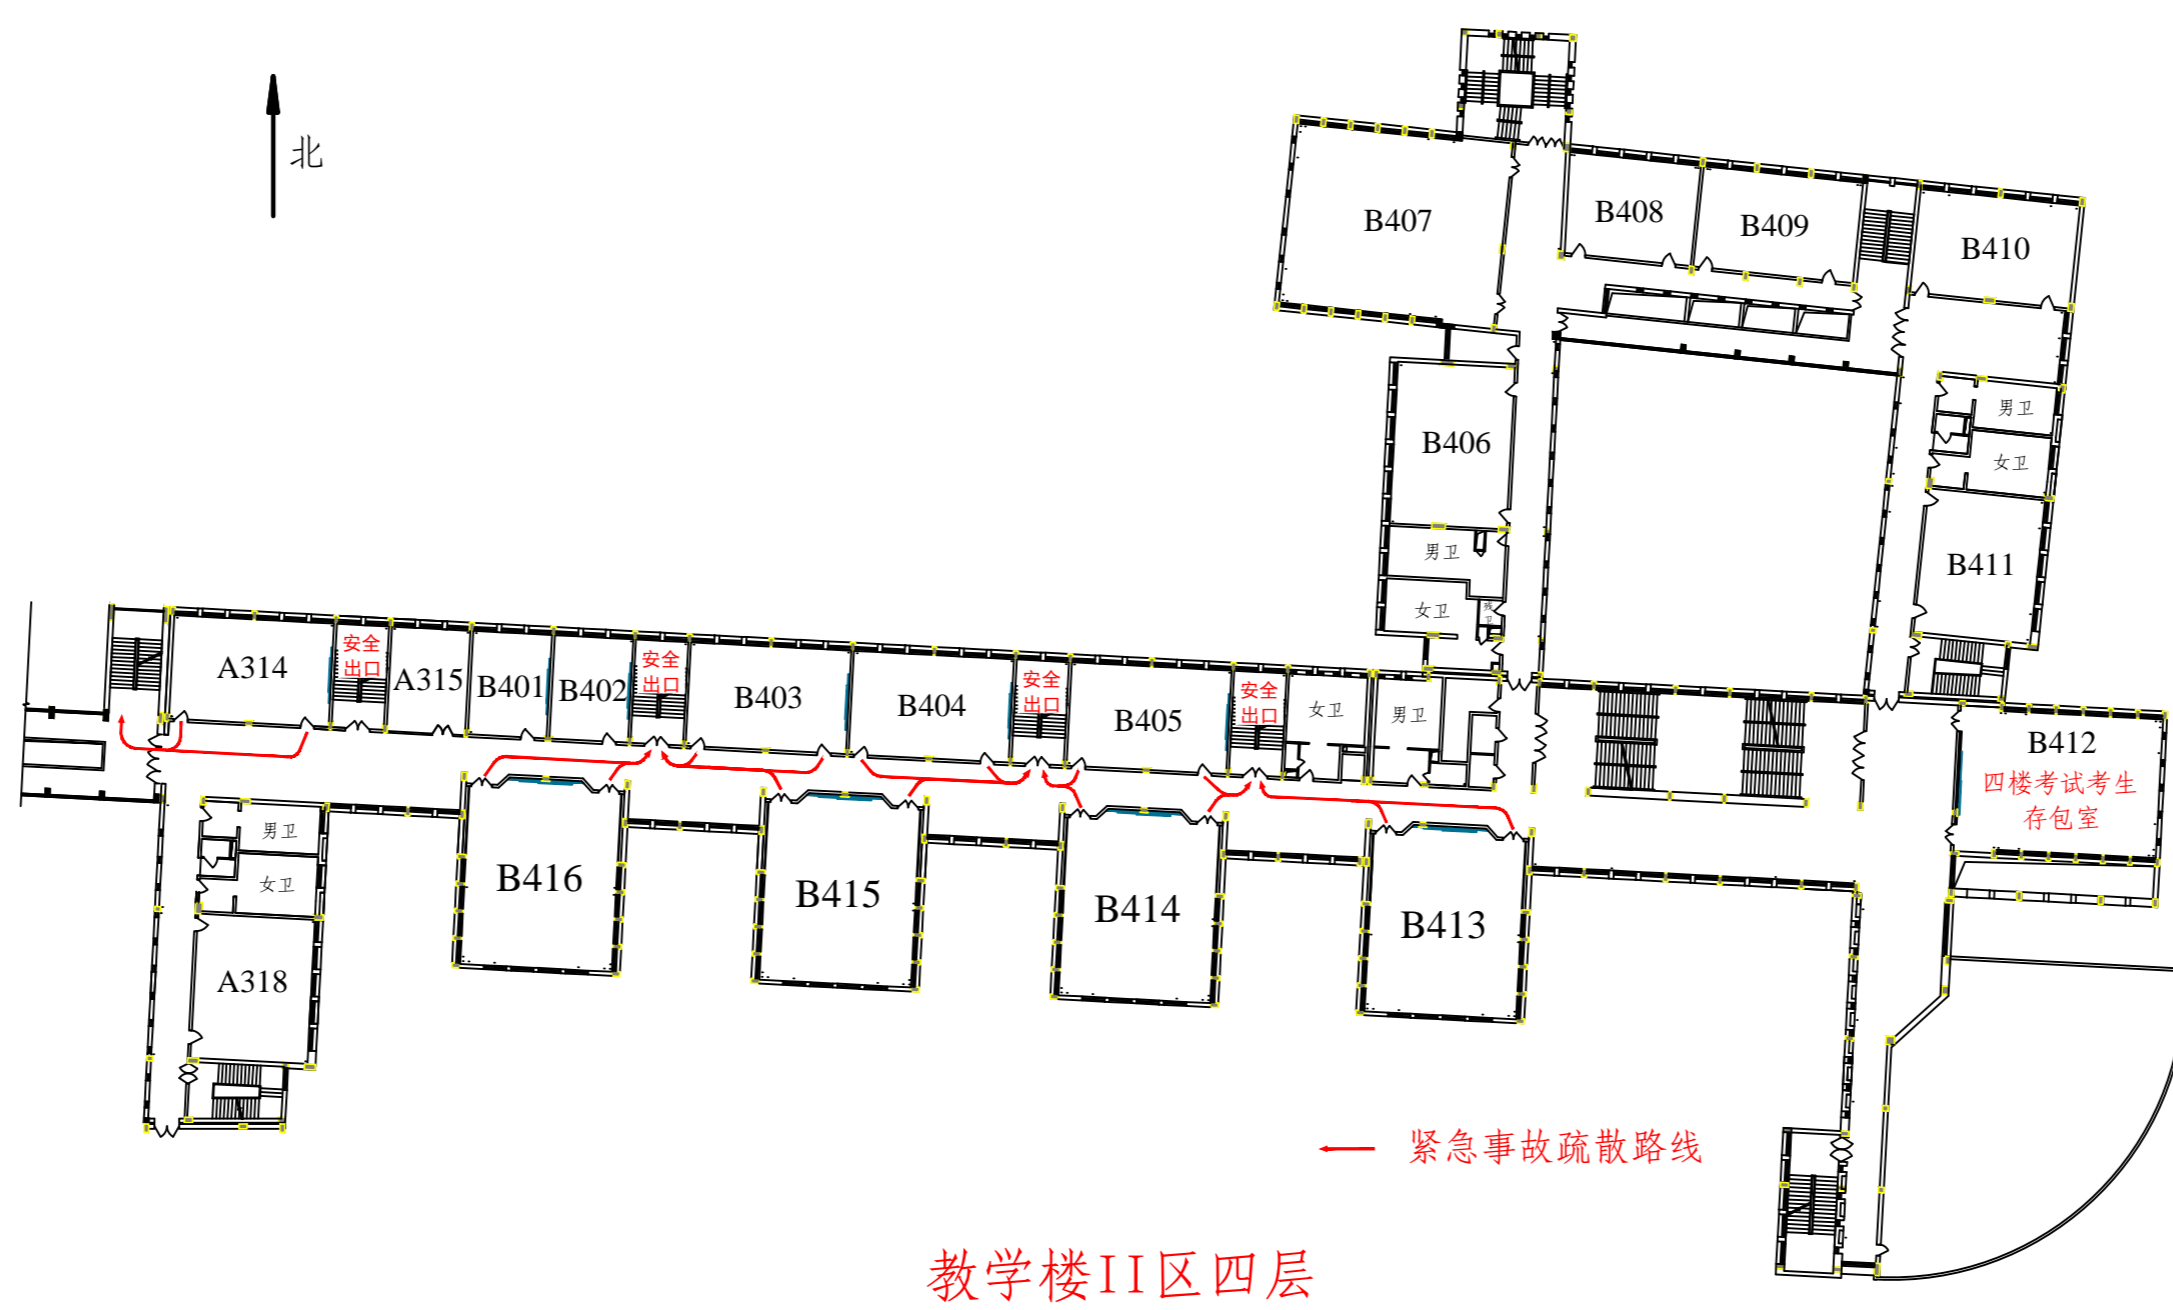 北
B407
B408
B409
B410
B406
男卫
女卫
男卫
女卫
残
卫
B411
A314
安全
出口
A315
B401
B402
安全
出口
B403
B404
安全
出口
B405
安全
出口
女卫
男卫
B412
四楼考试考生
存包室
男卫
女卫
A318
B416
B415
B414
B413
紧急事故疏散路线
教学楼II区四层